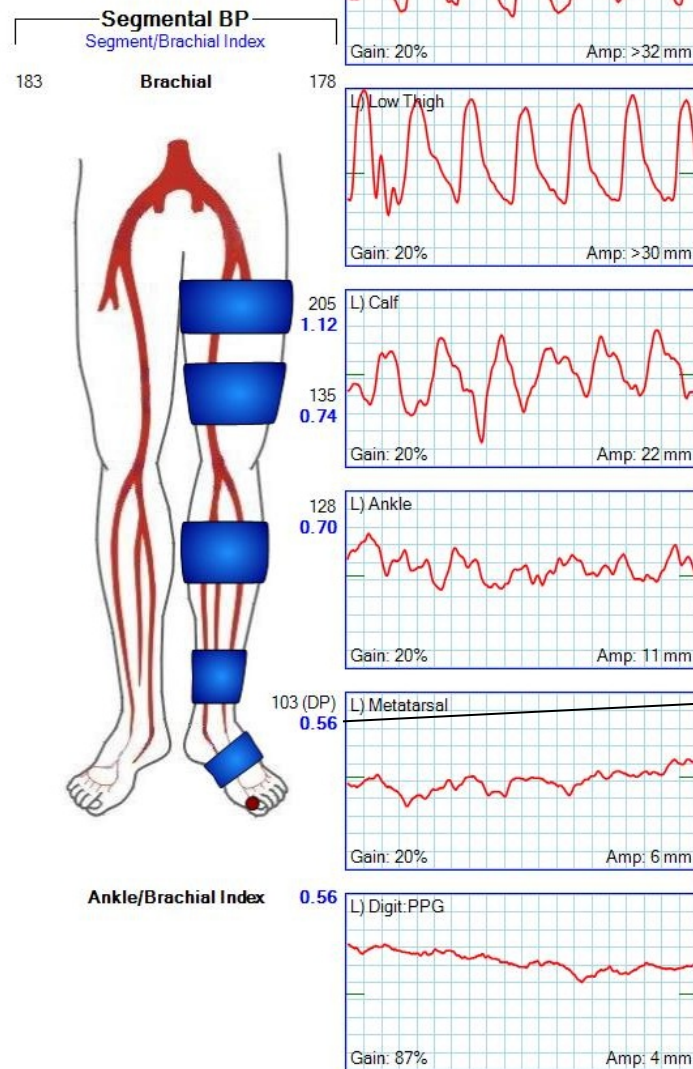 Segmental BP
Segment/Brachial Index
183 Brachial 178
Gain: 20% Amp: >32 mm
L) Low Thigh
Gain: 20% Amp: >30 mm
205
1.12
L) Calf
135
0.74
Gain: 20% Amp: 22 mm
128
0.70
L) Ankle
Gain: 20% Amp: 11 mm
103 (DP)
0.56
L) Metatarsal
Gain: 20% Amp: 6 mm
Ankle/Brachial Index 0.56
L) Digit:PPG
Gain: 87% Amp: 4 mm